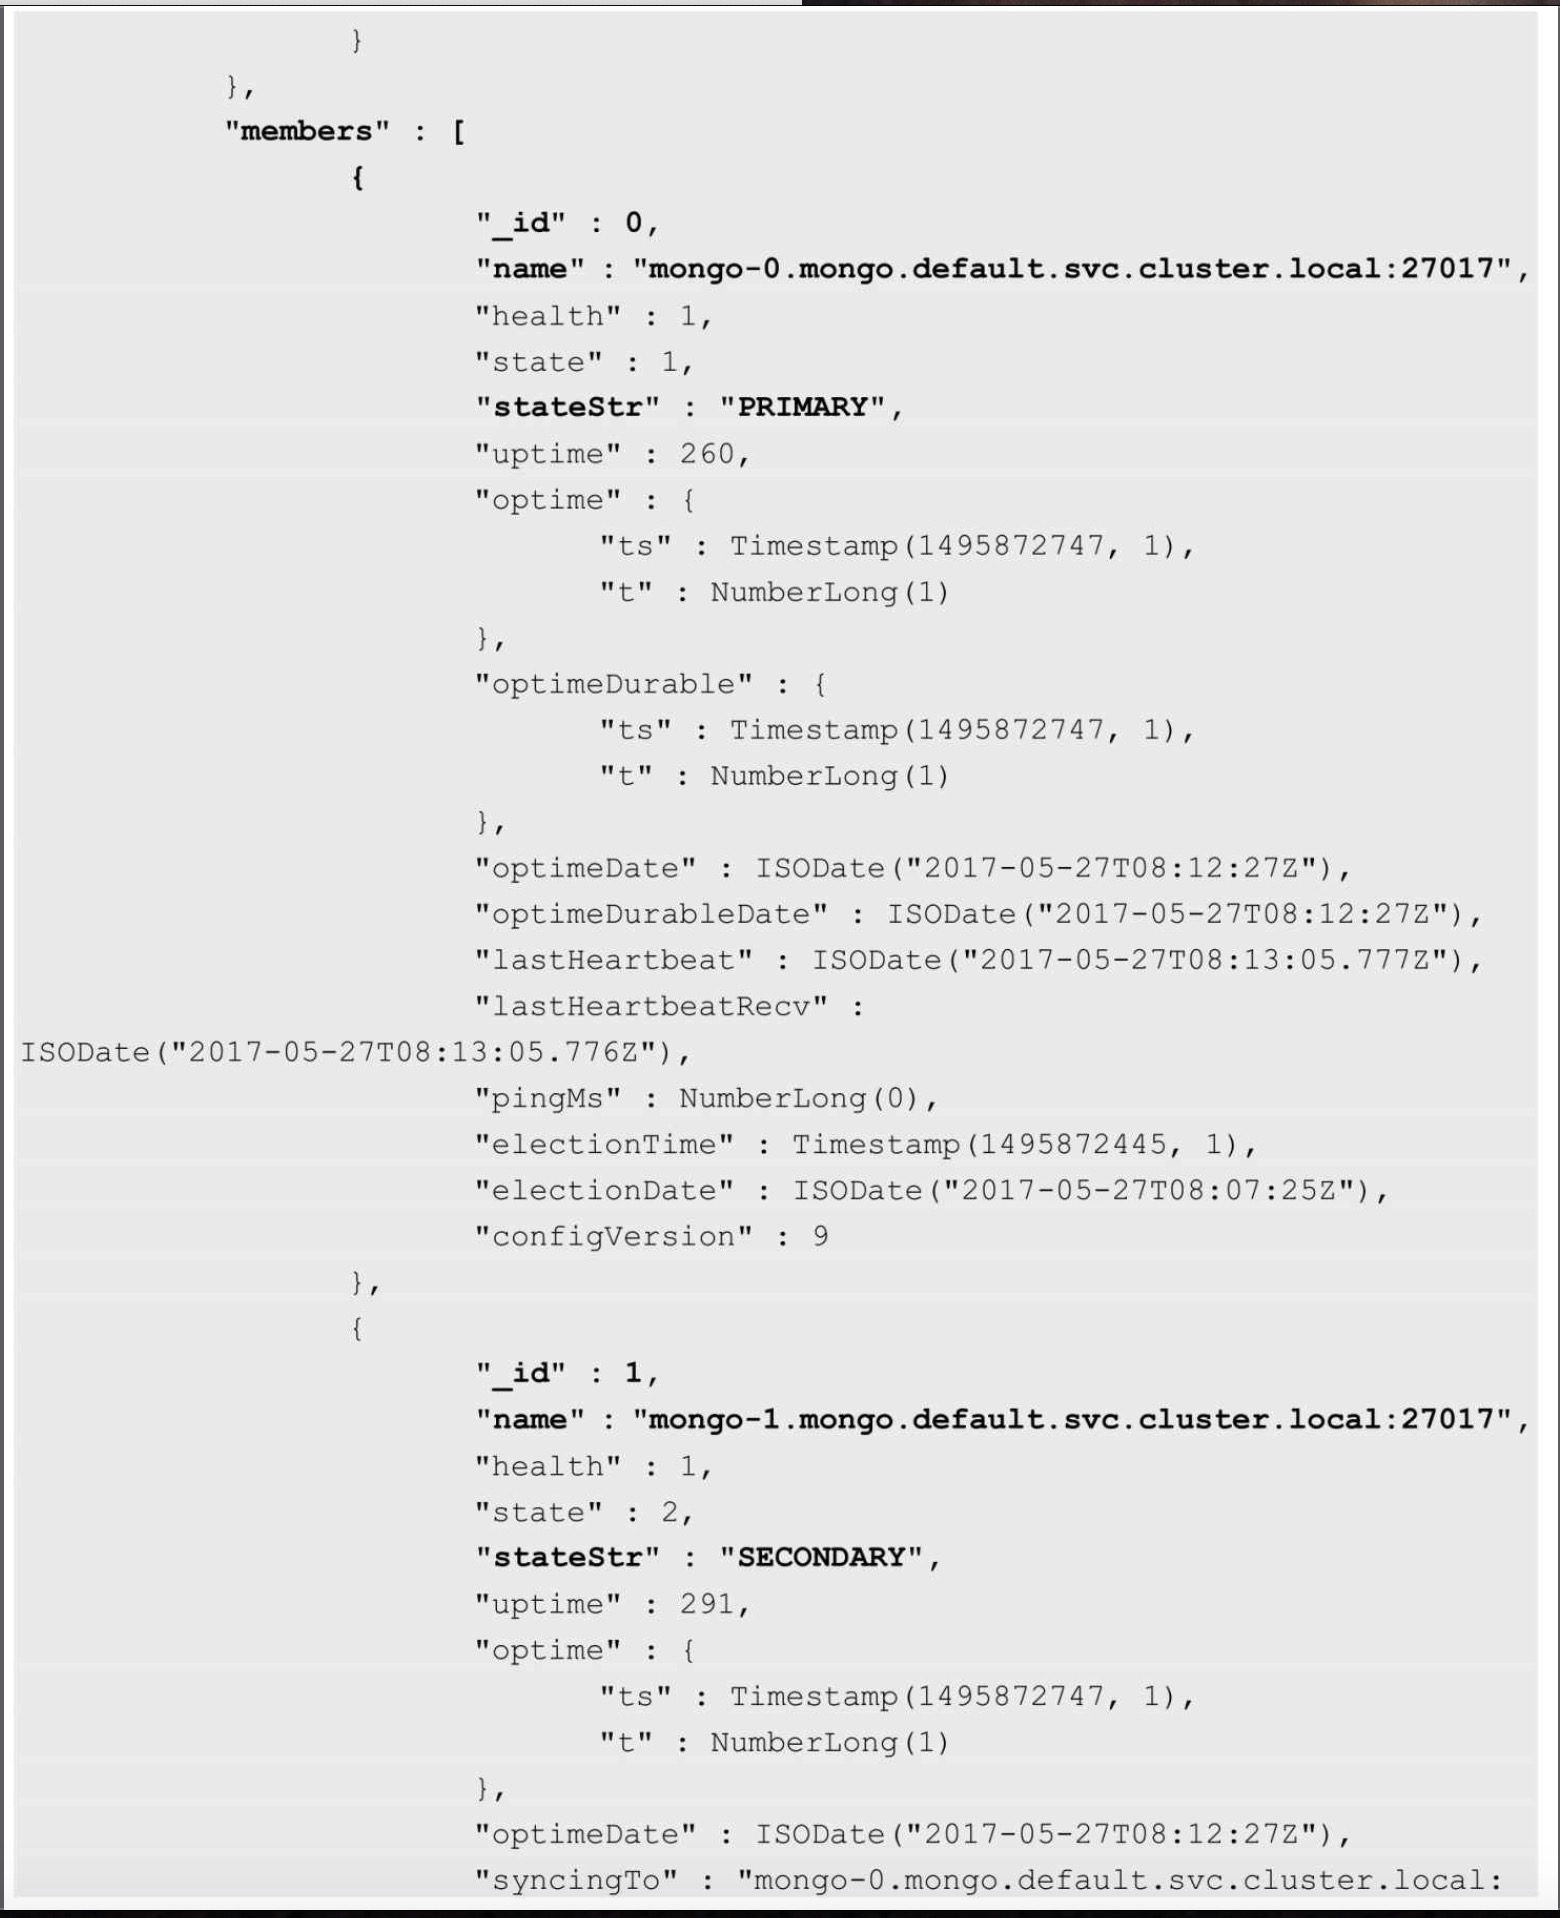 }
},
"members" : [
{
"_id" : 0,
"name" : "mongo-0.mongo.default.svc.cluster.local:27017",
"health" : 1,
"state" : 1,
"stateStr" : "PRIMARY",
"uptime" : 260,
"optime" : {
"ts" : Timestamp(1495872747, 1),
"t" : NumberLong(1)
},
"optimeDurable" : {
"ts" : Timestamp(1495872747, 1),
"t" : NumberLong(1)
},
"optimeDate" : ISODate("2017-05-27T08:12:27Z"),
"optimeDurableDate" : ISODate("2017-05-27T08:12:27Z"),
"lastHeartbeat" : ISODate("2017-05-27T08:13:05.777Z"),
"lastHeartbeatRecv" :
ISODate("2017-05-27T08:13:05.776Z"),
"pingMs" : NumberLong(0),
"electionTime" : Timestamp(1495872445, 1),
"electionDate" : ISODate("2017-05-27T08:07:25Z"),
"configVersion" : 9
},
{
"_id" : 1,
"name" : "mongo-1.mongo.default.svc.cluster.local:27017",
"health" : 1,
"state" : 2,
"stateStr" : "SECONDARY",
"uptime" : 291,
"optime" : {
"ts" : Timestamp(1495872747, 1),
"t" : NumberLong(1)
},
"optimeDate" : ISODate("2017-05-27T08:12:27Z"),
"syncingTo" : "mongo-0.mongo.default.svc.cluster.local: